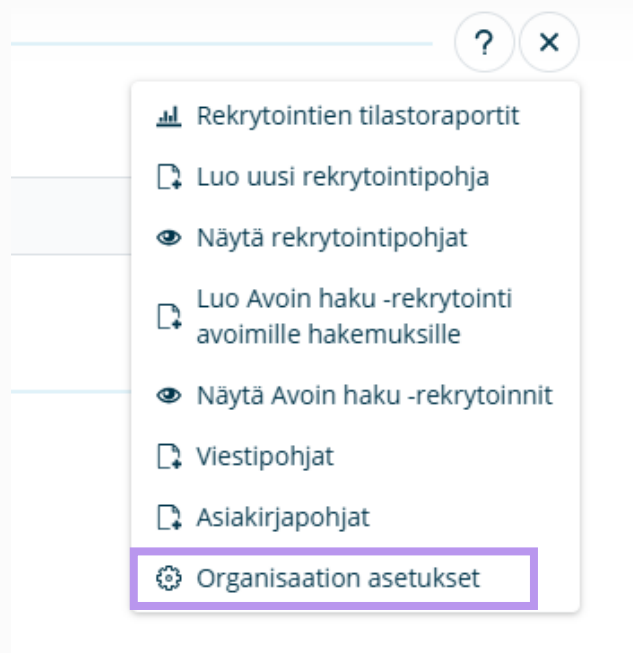 ?
Rekrytointien tilastoraportit
Luo uusi rekrytointipohja
Näytä rekrytointipohjat
Luo Avoin haku -rekrytointi
avoimille hakemuksille
Näytä Avoin haku -rekrytoinnit
Viestipohjat
Asiakirjapohjat
Organisaation asetukset